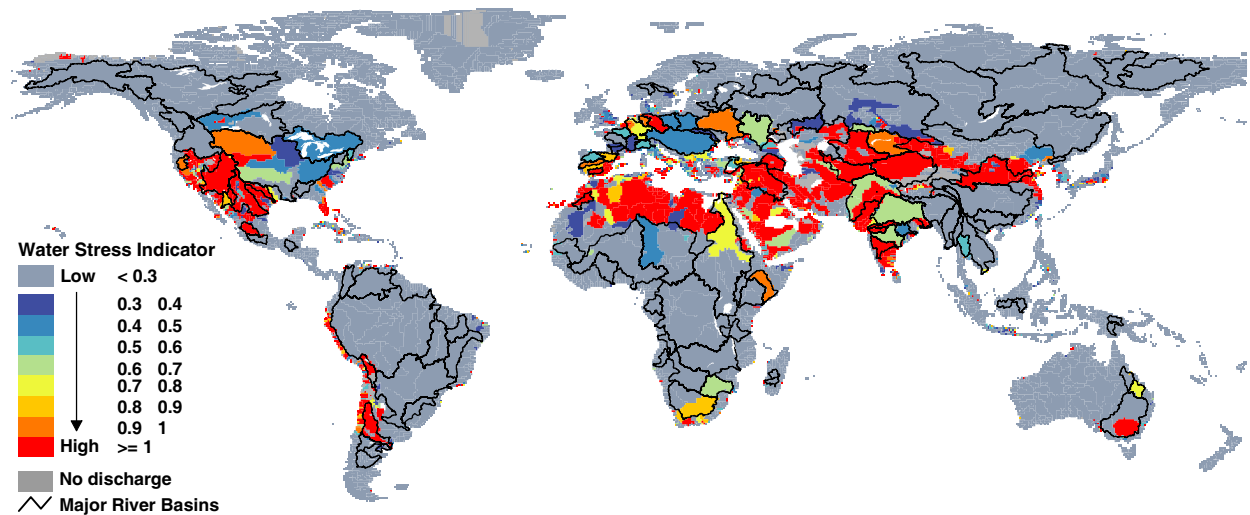 Water Stress Indicator
Low < 0.3
0.3 0.4
0.4 0.5
0.5 0.6
0.6 0.7
0.7 0.8
0.8 0.9
0.9 1
High >= 1
No discharge
Major River Basins